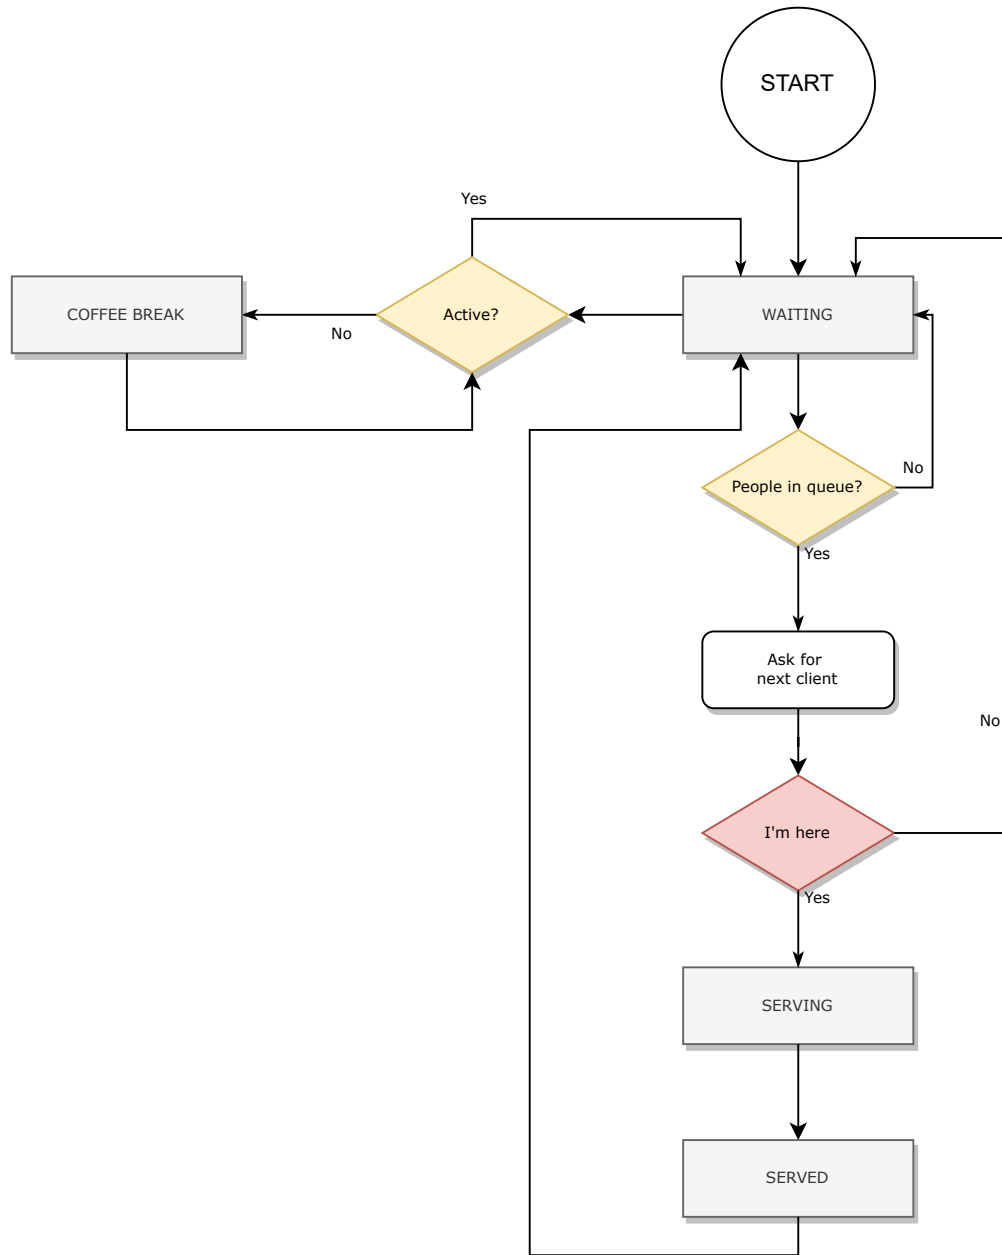 START
Yes
COFFEE BREAK
Active?
WAITING
No
No
People in queue?
Yes
Ask for
next client
No
I'm here
Yes
SERVING
SERVED